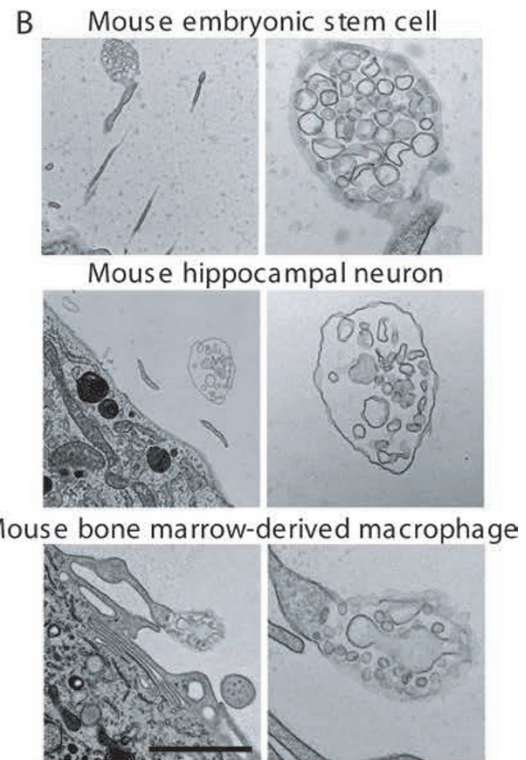 B
Mouse embryonic stem cell
Mouse hippocampal neuron
Mouse bone marrow-derived macrophage